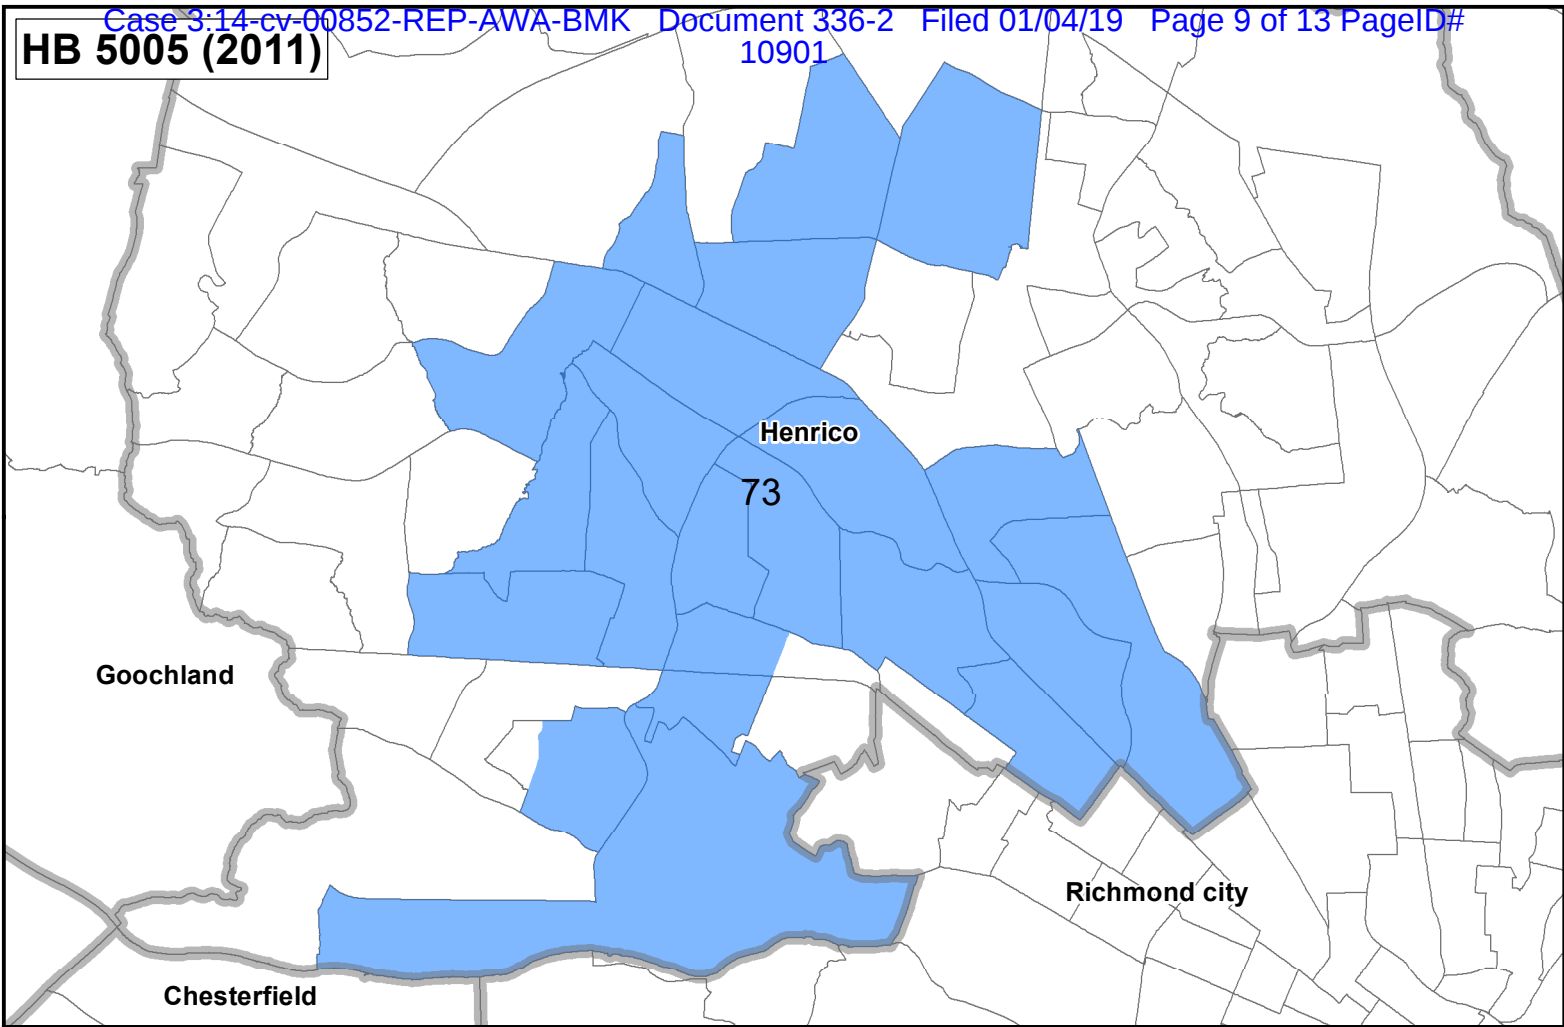 Case 3:14-cv-00852-REP-AWA-BMK Document 336-2 Filed 01/04/19 Page 9 of 13 PageID#
10901
HB 5005 (2011)
Henrico
73
Goochland
Richmond city
Chesterfield